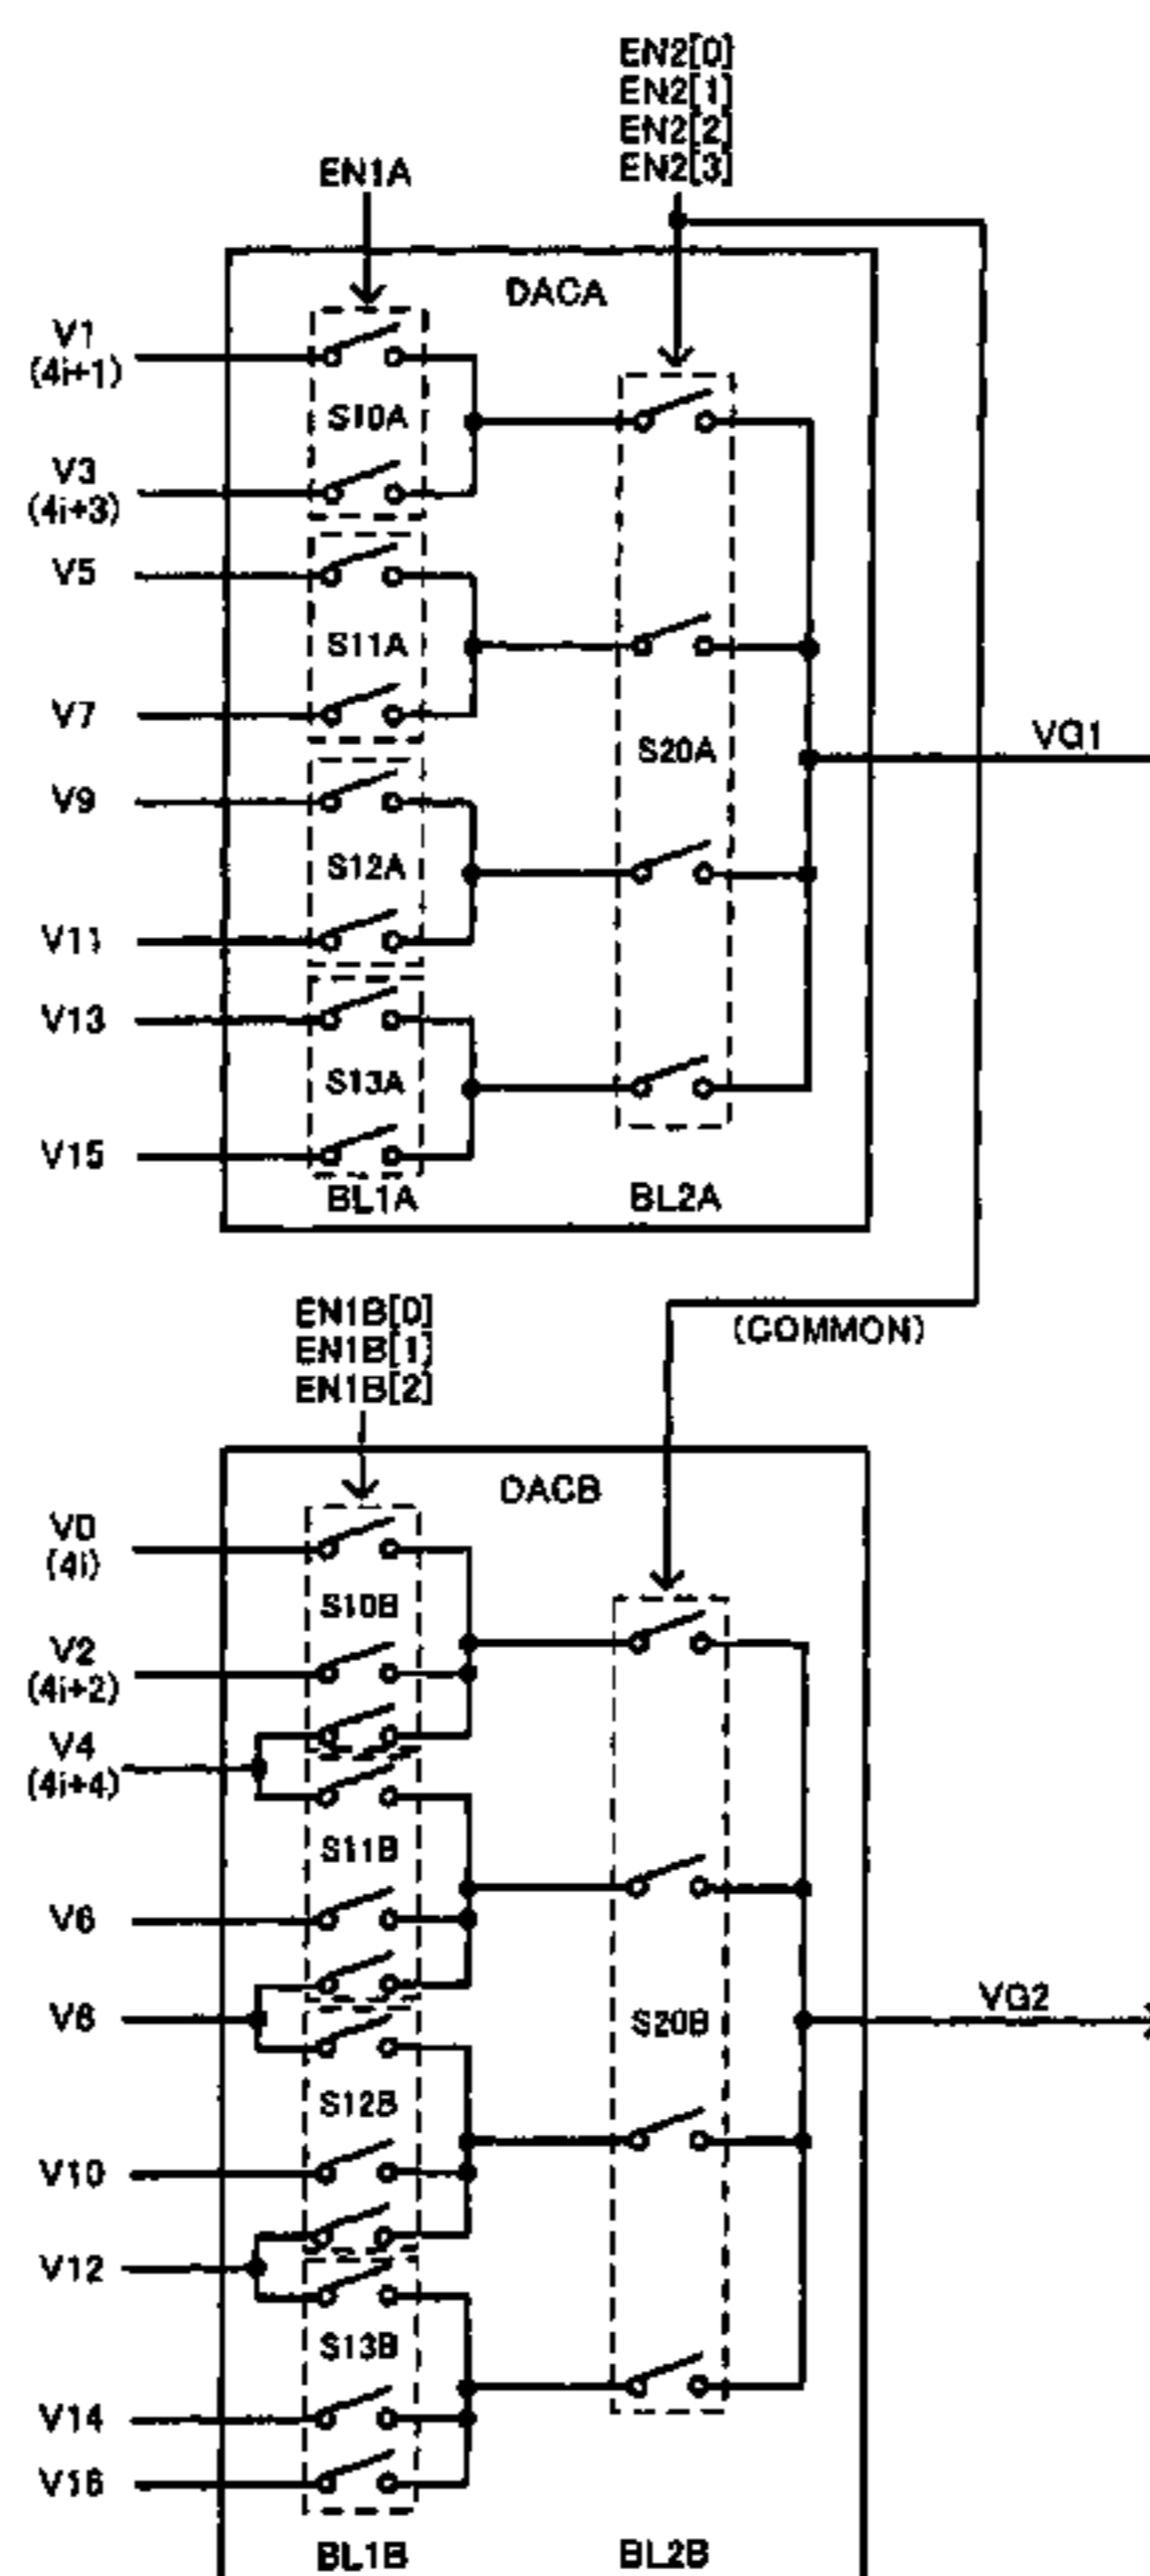 EN2[0]
EN2[1]
EN2[2]
EN2[3]
EN1A
DACA
V1
(4i+1)
S10A
V3
(4i+3)
V5
S11A
V7
S20A
VG1
V9
S12A
V11
V13
S13A
V15
BL1A
BL2A
EN1B[0]
EN1B[1]
EN1B[2]
(COMMON)
DACB
V0
(4i)
S10B
V2
(4i+2)
V4
(4i+4)
S11B
V6
V8
S20B
VG2
S12B
V10
V12
S13B
V14
V16
BL1B
BL2B